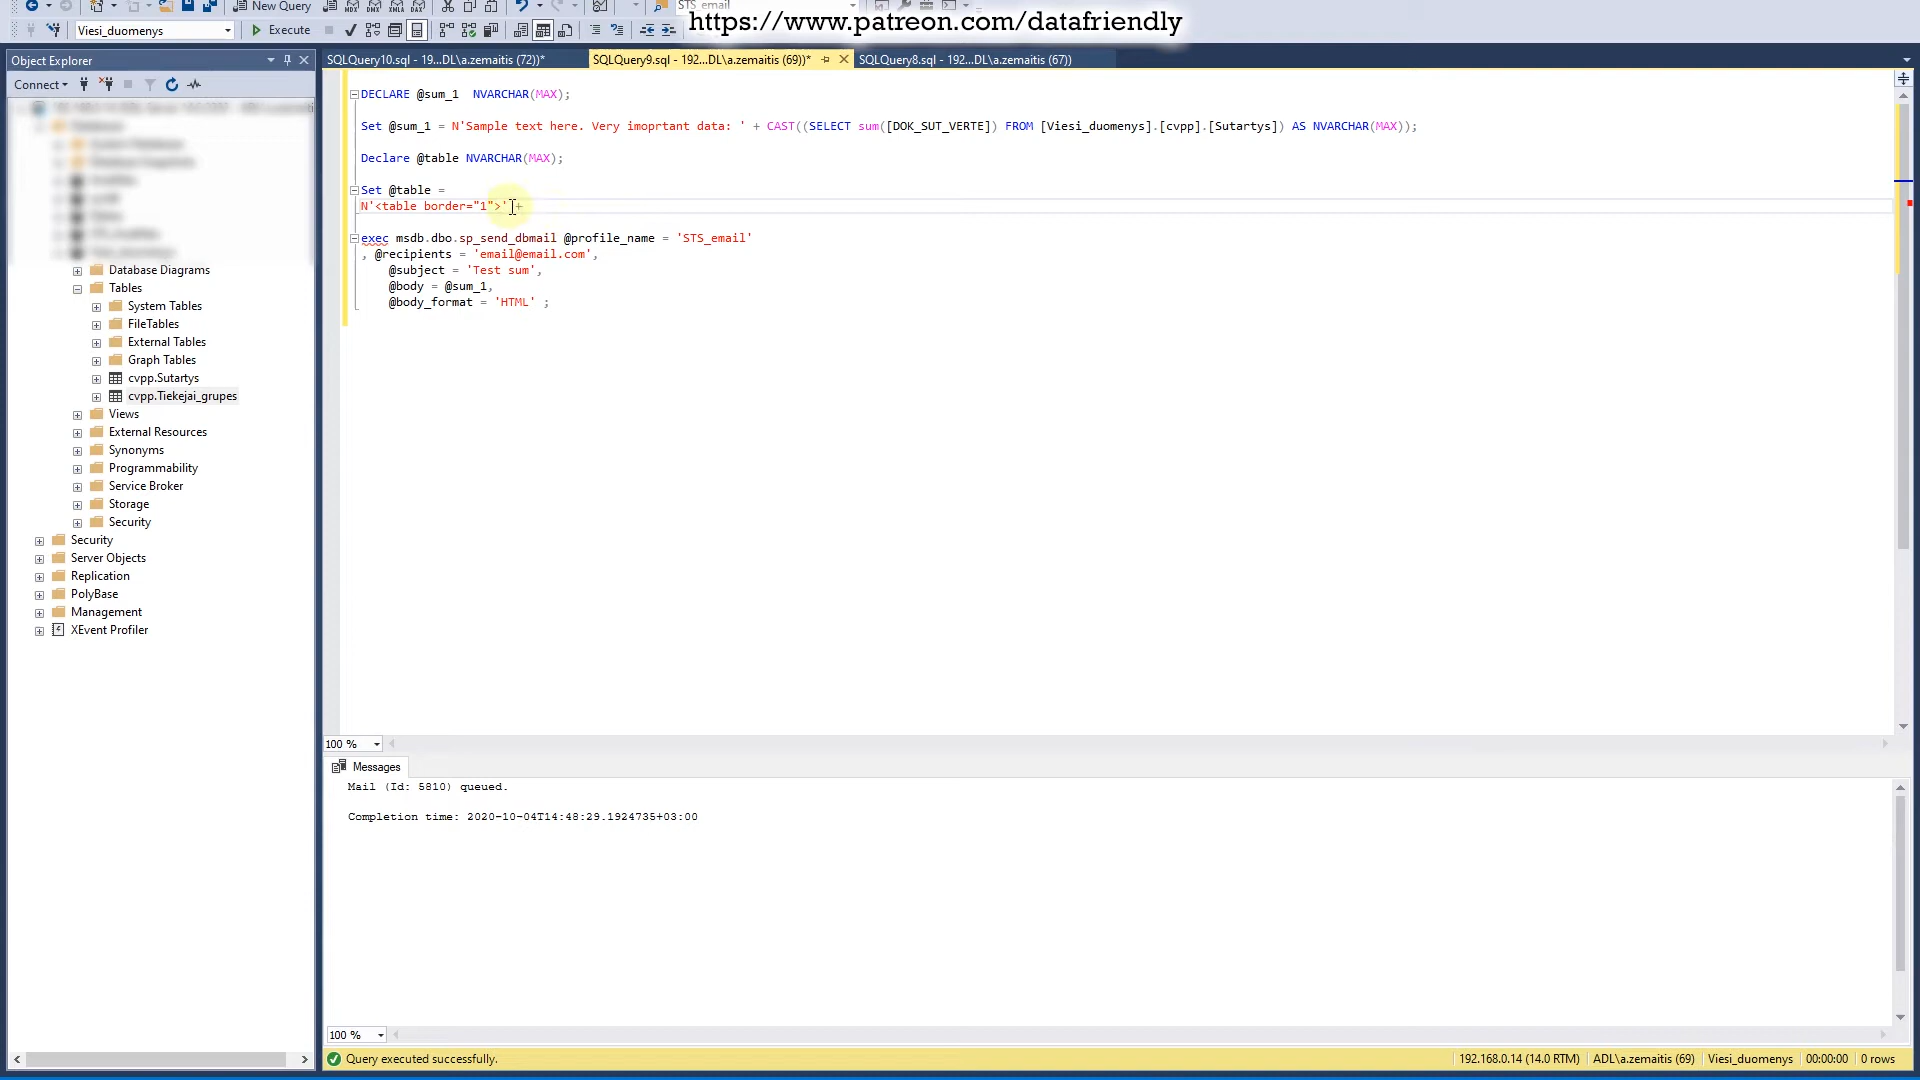 https://www.patreon.com/datafriendly
New Query
STS_email
Viesi_duomenys
Execute
Object Explorer
SQLQuery10.sql - 19...DL\a.zemaitis (72))*
SQLQuery9.sql - 192...DL\a.zemaitis (69))*
SQLQuery8.sql - 192...DL\a.zemaitis (67))
Connect
Database Diagrams
Tables
System Tables
FileTables
External Tables
Graph Tables
cvpp.Sutartys
cvpp.Tiekejai_grupes
Views
External Resources
Synonyms
Programmability
Service Broker
Storage
Security
Security
Server Objects
Replication
PolyBase
Management
XEvent Profiler
DECLARE @sum_1  NVARCHAR(MAX);
Set @sum_1 = N'Sample text here. Very imoprtant data: ' + CAST((SELECT sum([DOK_SUT_VERTE]) FROM [Viesi_duomenys].[cvpp].[Sutartys]) AS NVARCHAR(MAX));
Declare @table NVARCHAR(MAX);
Set @table =
N'<table border="1">' +
exec msdb.dbo.sp_send_dbmail @profile_name = 'STS_email'
, @recipients = 'email@email.com',
@subject = 'Test sum',
@body = @sum_1,
@body_format = 'HTML' ;
100 %
Messages
Mail (Id: 5810) queued.
Completion time: 2020-10-04T14:48:29.1924735+03:00
100 %
Query executed successfully.
192.168.0.14 (14.0 RTM)
ADL\a.zemaitis (69)
Viesi_duomenys
00:00:00
0 rows